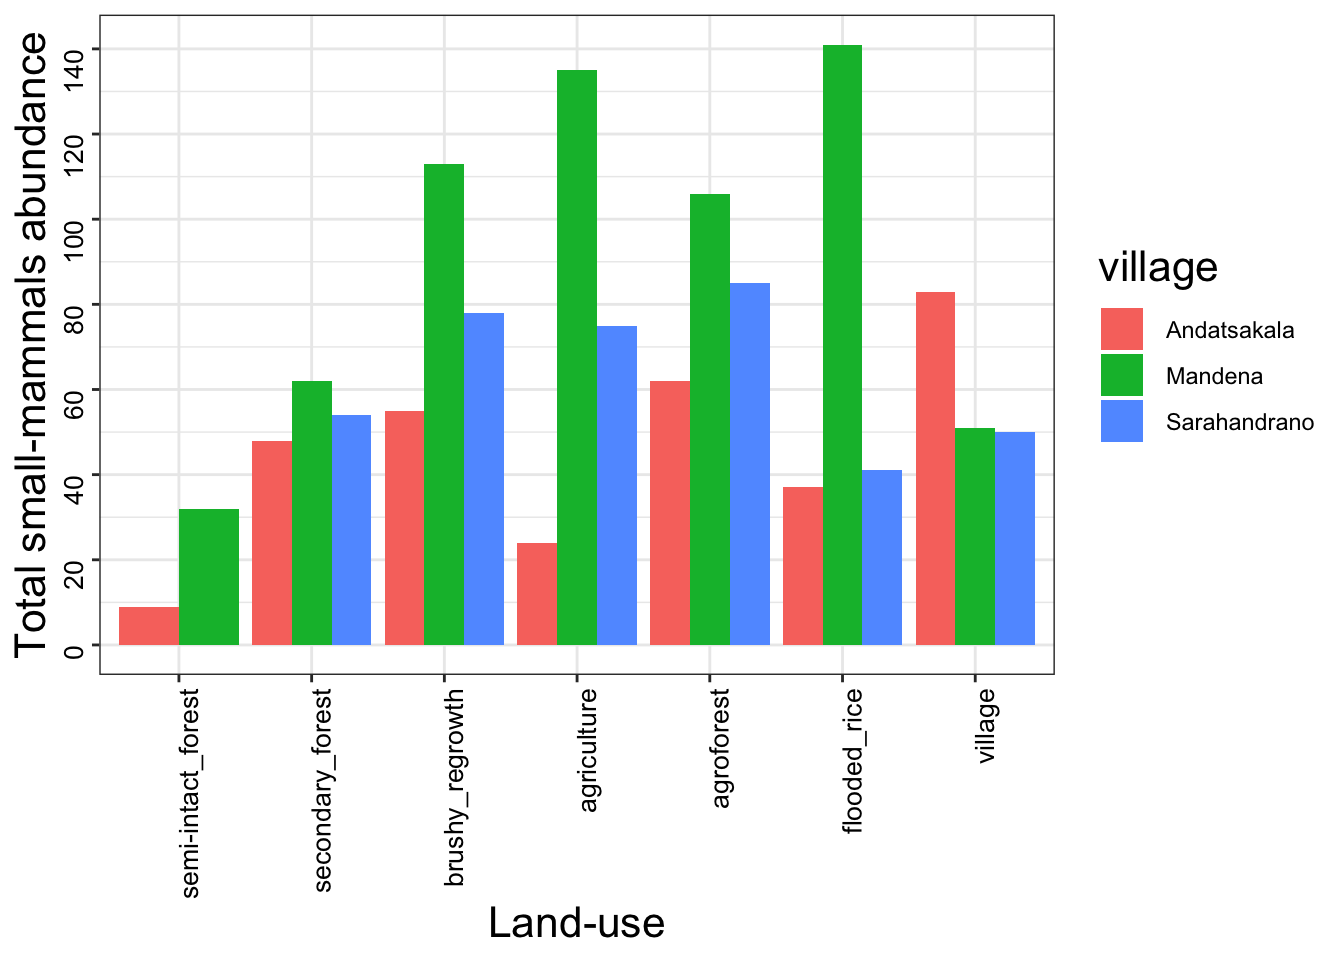 Total small-mammals abundance
140
120
100
80
60
40
20
0
semi-intact_forest
secondary_forest
brushy_regrowth
agriculture
agroforest
flooded_rice
village
Land-use
village
Andatsakala
Mandena
Sarahandrano